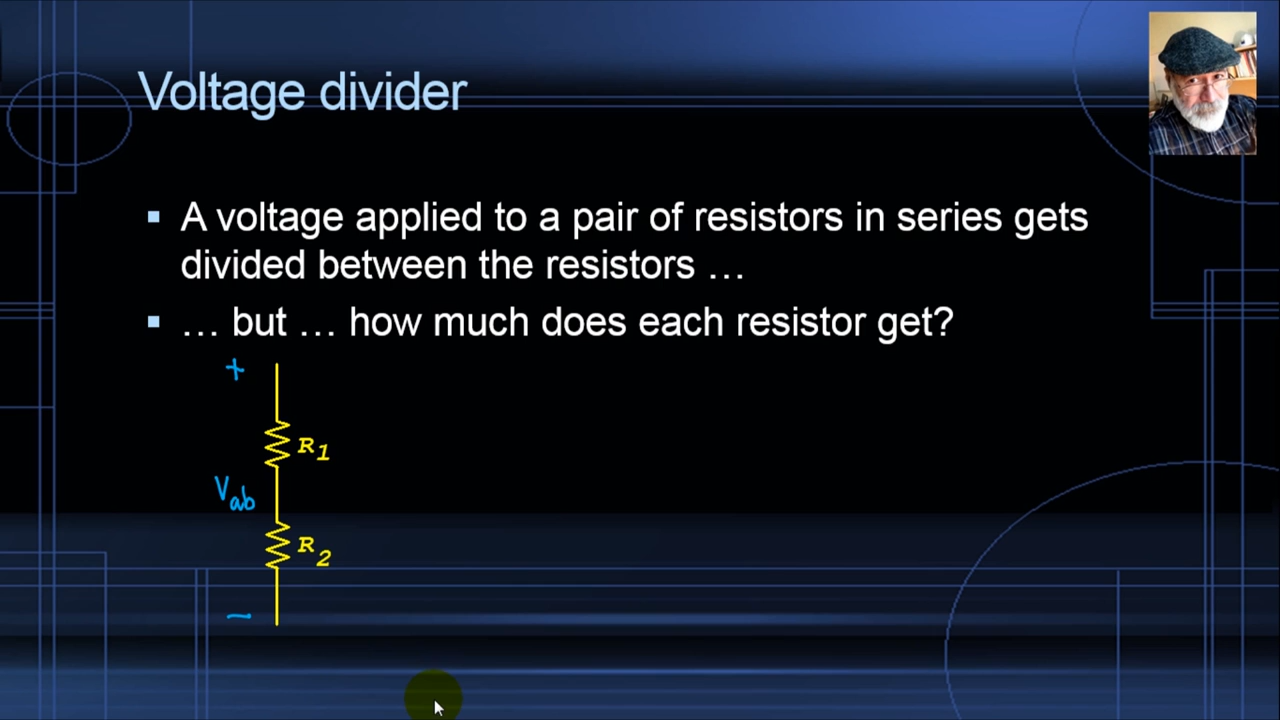 Voltage divider
A voltage applied to a pair of resistors in series gets
divided between the resistors …
… but … how much does each resistor get?
+
R1
Vab
R2
−